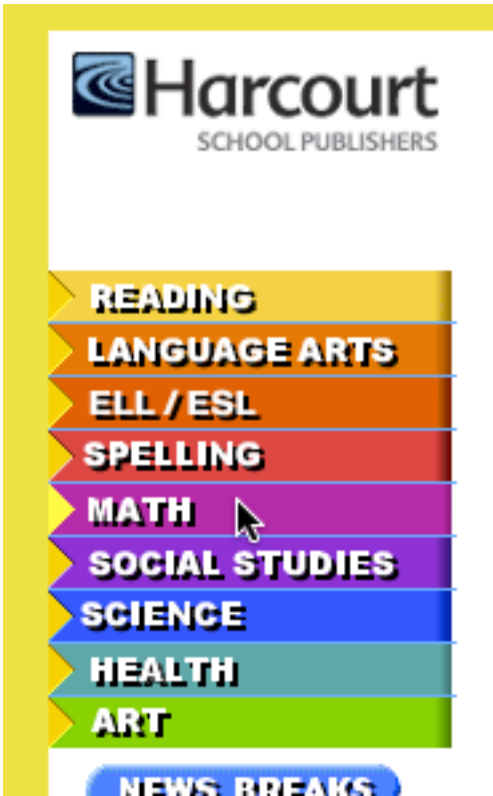 Harcourt
SCHOOL PUBLISHERS
READING
LANGUAGE ARTS
ELL / ESL
SPELLING
MATH
SOCIAL STUDIES
SCIENCE
HEALTH
ART
NEWS BREAKS